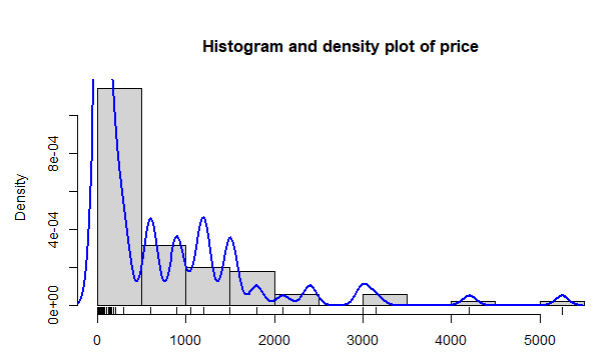 Histogram and density plot of price
Density
0e+00
4e-04
8e-04
0 1000 2000 3000 4000 5000